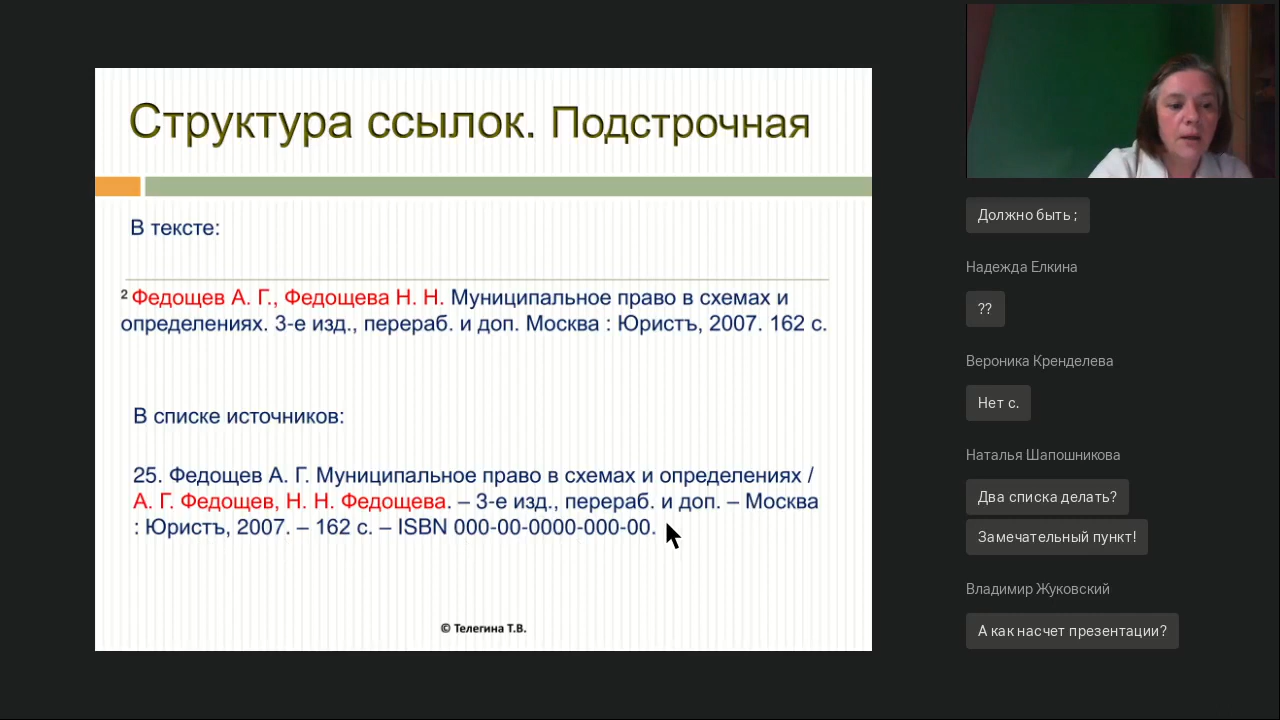 Структура ссылок. Подстрочная
В тексте:
2 Федощев А. Г., Федощева Н. Н. Муниципальное право в схемах и
определениях. 3-е изд., перераб. и доп. Москва : Юристъ, 2007. 162 с.
В списке источников:
25. Федощев А. Г. Муниципальное право в схемах и определениях /
А. Г. Федощев, Н. Н. Федощева. – 3-е изд., перераб. и доп. – Москва
: Юристъ, 2007. – 162 с. – ISBN 000-00-0000-000-00.
© Телегина Т.В.
Должно быть ;
Надежда Елкина
??
Вероника Кренделева
Нет с.
Наталья Шапошникова
Два списка делать?
Замечательный пункт!
Владимир Жуковский
А как насчет презентации?